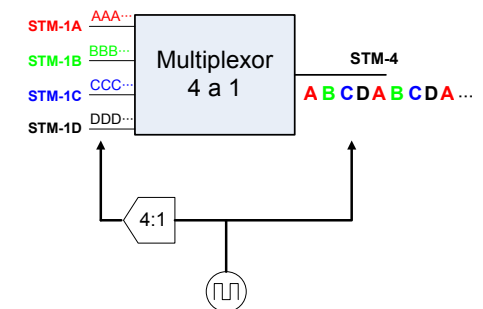 STM-1A AAA...
STM-1B BBB...
STM-1C CCC...
STM-1D DDD...
Multiplexor
4 a 1
STM-4
A B C D A B C D A ...
4:1